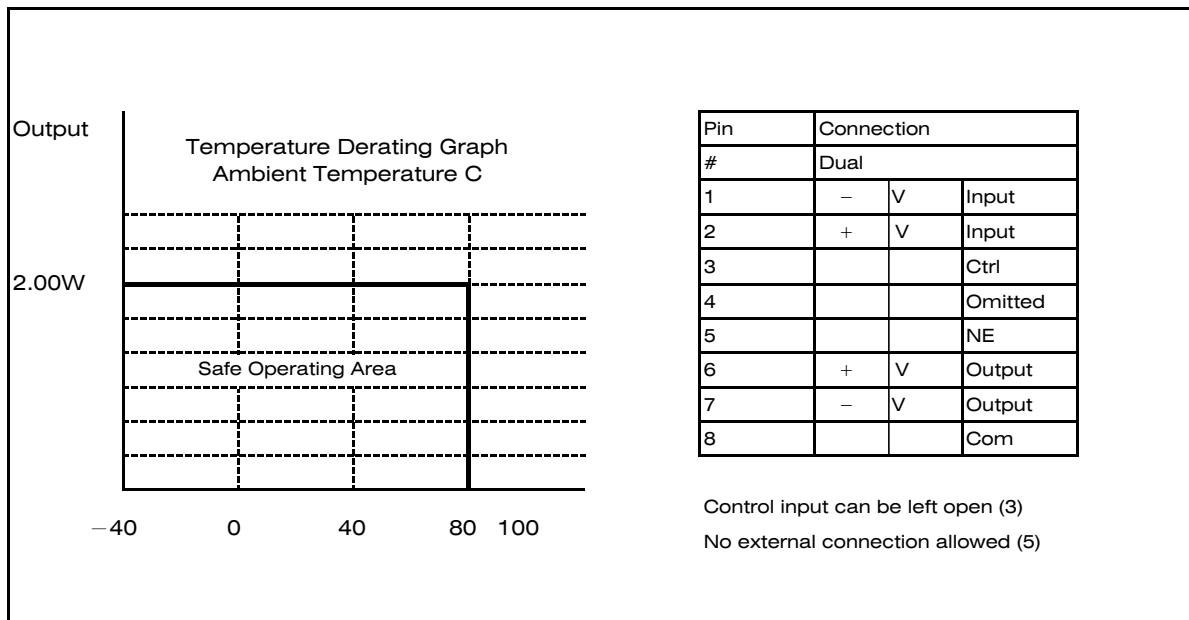 Output
Temperature Derating Graph
Ambient Temperature C
2.00W
Safe Operating Area
−40 0 40 80 100
Pin Connection
# Dual
1 − V Input
2 + V Input
3 Ctrl
4 Omitted
5 NE
6 + V Output
7 − V Output
8 Com
Control input can be left open (3)
No external connection allowed (5)